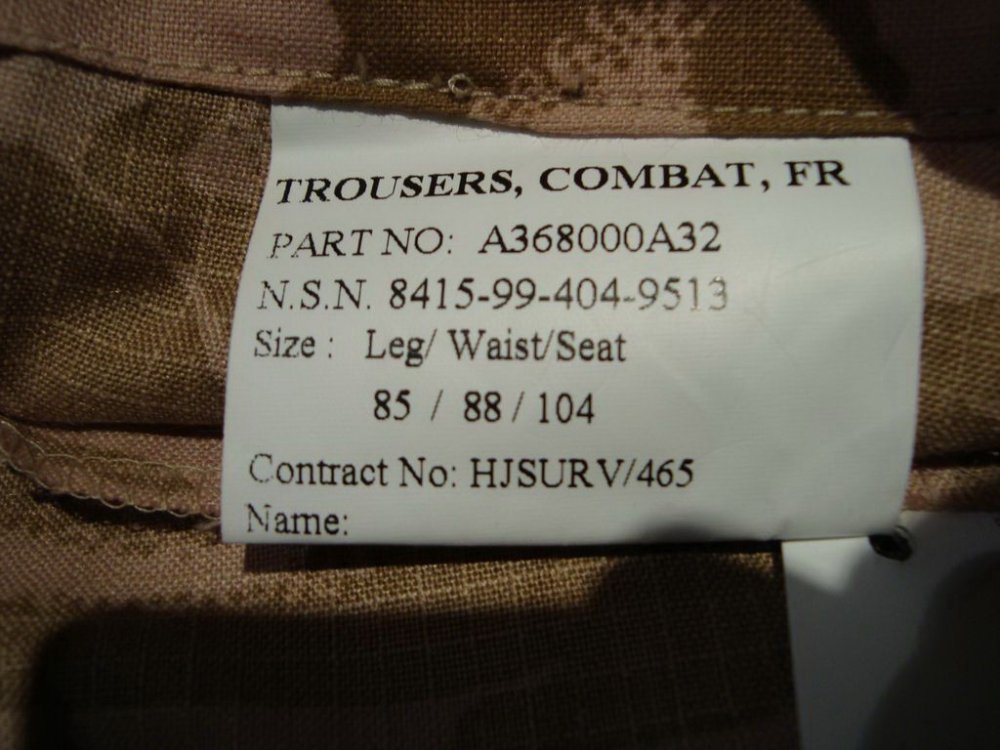 TROUSERS, COMBAT, FR
PART NO: A368000A32
N.S.N. 8415-99-404-9513
Size : Leg/ Waist/Seat
85 / 88 / 104
Contract No: HJSURV/465
Name: